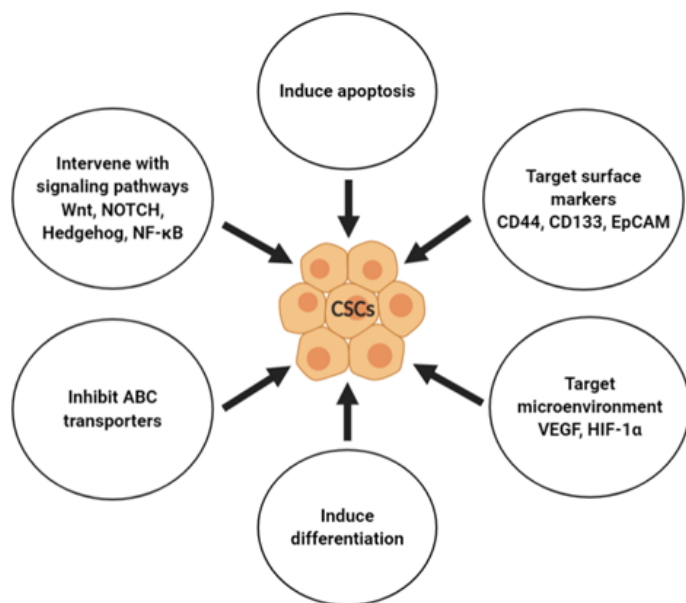 Induce apoptosis
Intervene with
signaling pathways
Wnt, NOTCH,
Hedgehog, NF-κB
Target surface
markers
CD44, CD133, EpCAM
CSCs
Inhibit ABC
transporters
Target
microenvironment
VEGF, HIF-1α
Induce
differentiation